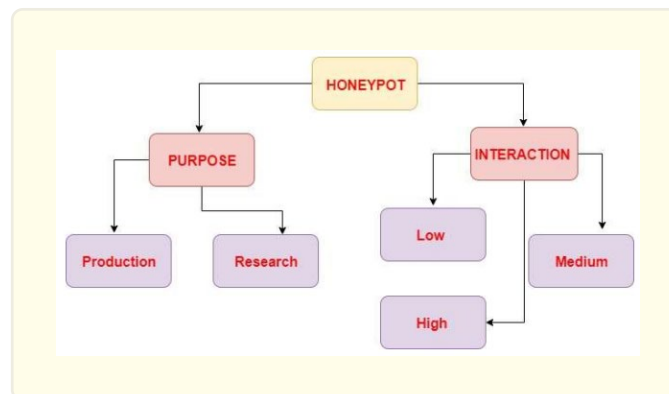 HONEYPOT
PURPOSE
INTERACTION
Production
Research
Low
Medium
High